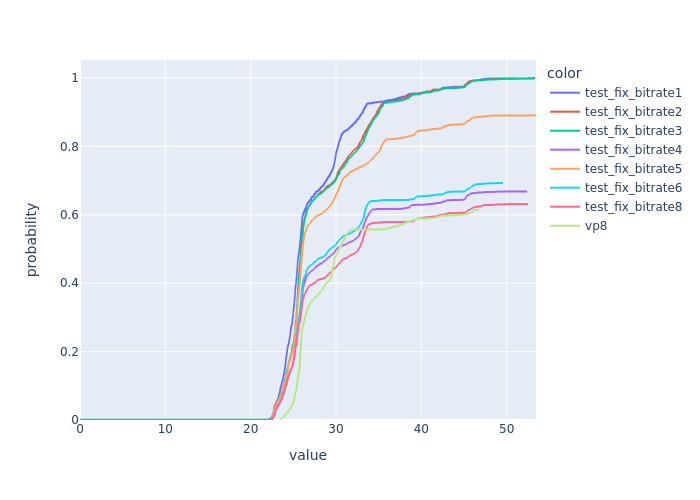 color
test_fix_bitrate1
test_fix_bitrate2
test_fix_bitrate3
test_fix_bitrate4
test_fix_bitrate5
test_fix_bitrate6
test_fix_bitrate8
vp8
probability
1
0.8
0.6
0.4
0.2
0
0 10 20 30 40 50
value